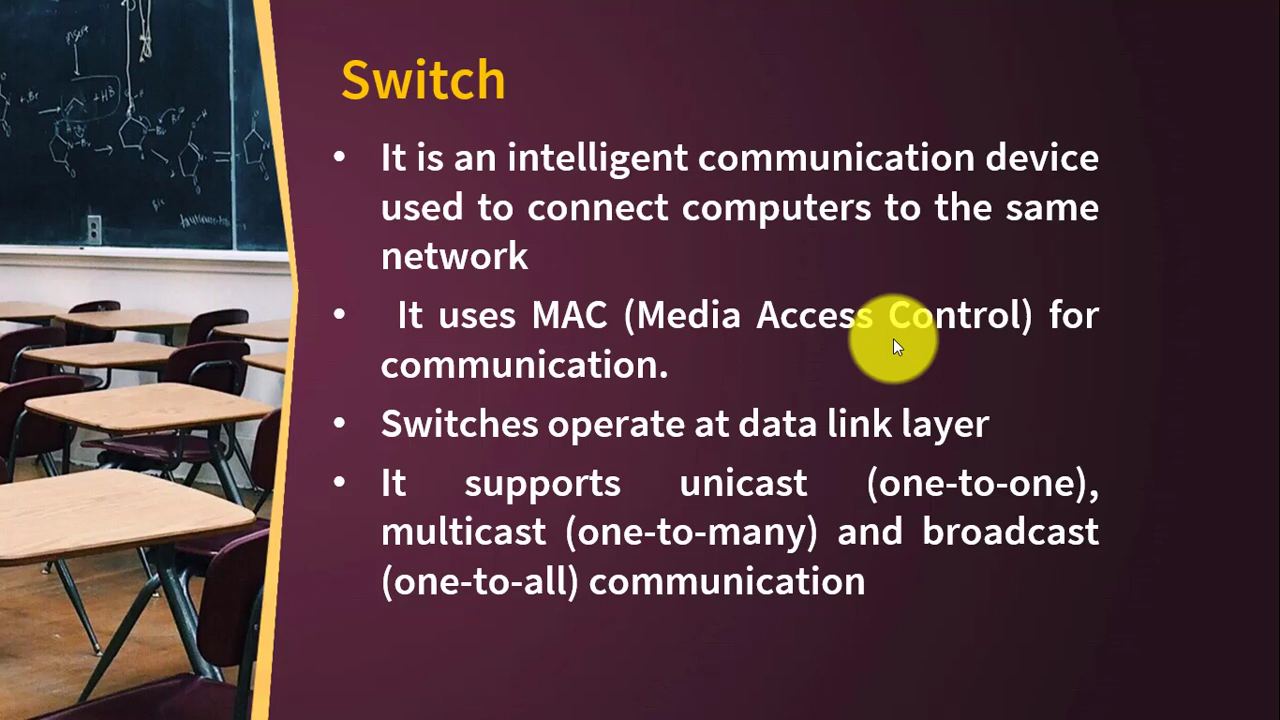 Switch
• It is an intelligent communication device
used to connect computers to the same
network
• It uses MAC (Media Access Control) for
communication.
• Switches operate at data link layer
• It supports unicast (one-to-one),
multicast (one-to-many) and broadcast
(one-to-all) communication